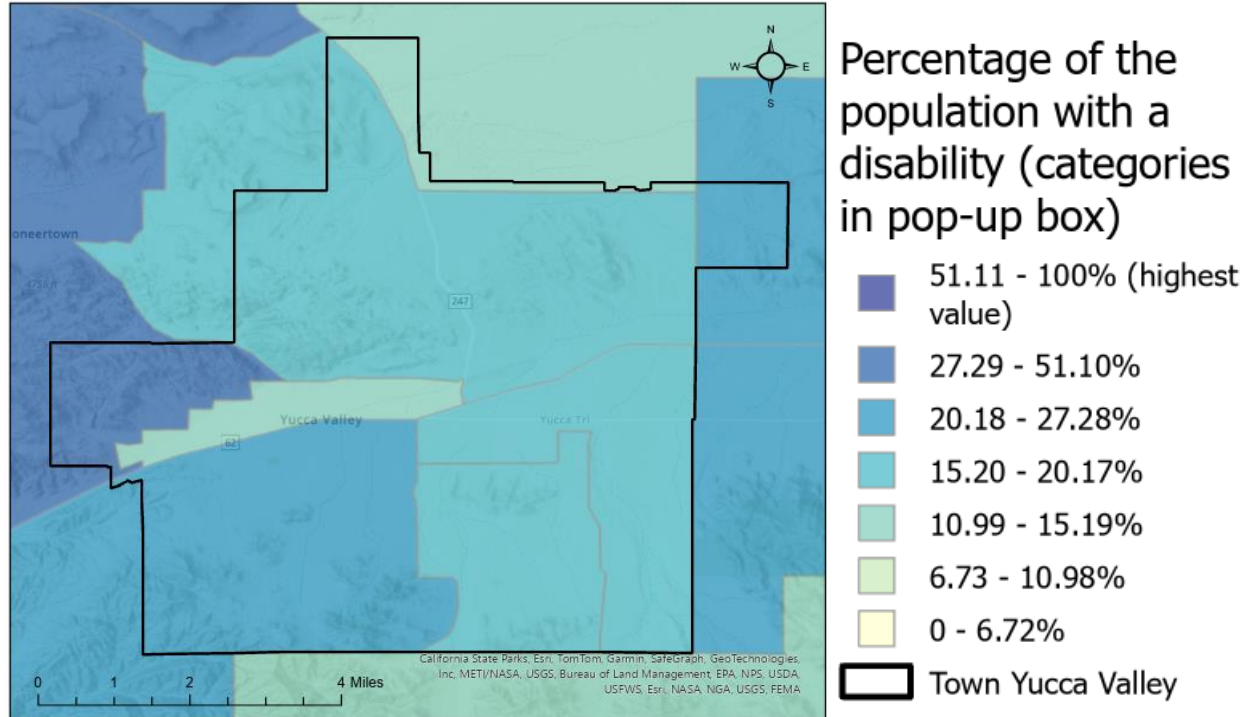 N
W
E
S
oneertown
247
Yucca Valley
Yucca Trl
62
California State Parks, Esri, TomTom, Garmin, SafeGraph, GeoTechnologies,
Inc, METI/NASA, USGS, Bureau of Land Management, EPA, NPS, USDA,
USFWS, Esri, NASA, NGA, USGS, FEMA
0
1
2
4 Miles
Percentage of the
population with a
disability (categories
in pop-up box)
51.11 - 100% (highest
value)
27.29 - 51.10%
20.18 - 27.28%
15.20 - 20.17%
10.99 - 15.19%
6.73 - 10.98%
0 - 6.72%
Town Yucca Valley